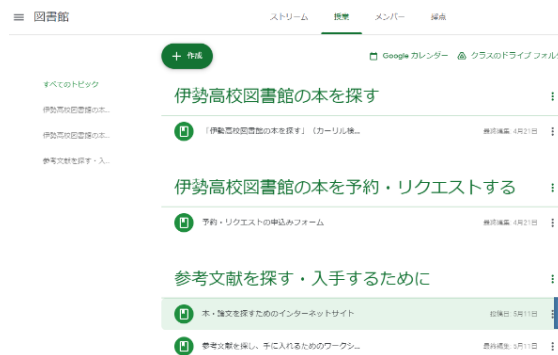 図書館
ストリーム 授業 メンバー 採点
+ 作成
Google カレンダー クラスのドライブ フォルダ
すべてのトピック
伊勢高校図書館の本...
伊勢高校図書館の本...
参考文献を探す・入...
伊勢高校図書館の本を探す
「伊勢高校図書館の本を探す」（カーリル検...
最終編集: 4月21日
伊勢高校図書館の本を予約・リクエストする
予約・リクエストの申込みフォーム
最終編集: 4月21日
参考文献を探す・入手するために
本・論文を探すためのインターネットサイト
投稿日: 5月11日
参考文献を探し、手に入れるためのワークシ...
最終編集: 5月11日